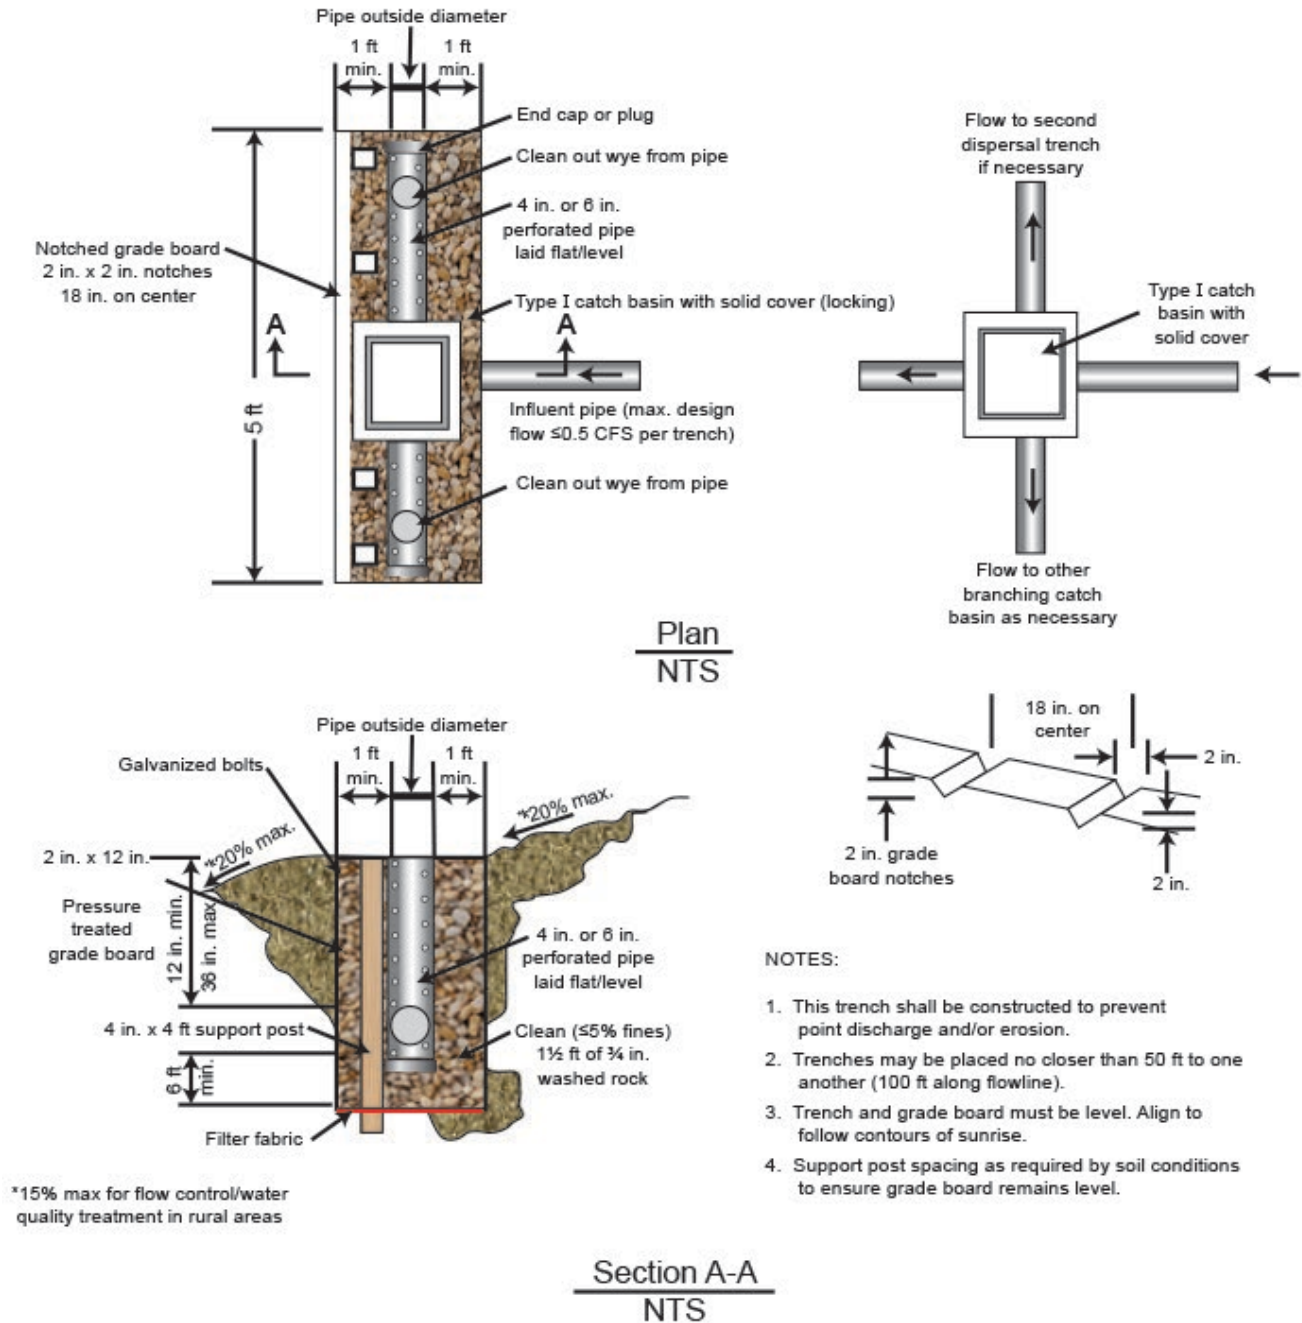 Pipe outside diameter
1 ft
min.
1 ft
min.
End cap or plug
Clean out wye from pipe
4 in. or 6 in.
perforated pipe
laid flat/level
Notched grade board
2 in. x 2 in. notches
18 in. on center
Type I catch basin with solid cover (locking)
A
A
Influent pipe (max. design
flow ≤0.5 CFS per trench)
5 ft
Clean out wye from pipe
Flow to second
dispersal trench
if necessary
Type I catch
basin with
solid cover
Flow to other
branching catch
basin as necessary
Plan
NTS
Pipe outside diameter
1 ft
min.
1 ft
min.
Galvanized bolts
*20% max.
*20% max.
2 in. x 12 in.
Pressure
treated
grade board
12 in. min.
36 in. max.
4 in. or 6 in.
perforated pipe
laid flat/level
4 in. x 4 ft support post
Clean (≤5% fines)
1½ ft of ¾ in.
washed rock
6 ft
min.
Filter fabric
*15% max for flow control/water
quality treatment in rural areas
18 in. on
center
2 in.
2 in. grade
board notches
2 in.
NOTES:
1. This trench shall be constructed to prevent
point discharge and/or erosion.
2. Trenches may be placed no closer than 50 ft to one
another (100 ft along flowline).
3. Trench and grade board must be level. Align to
follow contours of sunrise.
4. Support post spacing as required by soil conditions
to ensure grade board remains level.
Section A-A
NTS